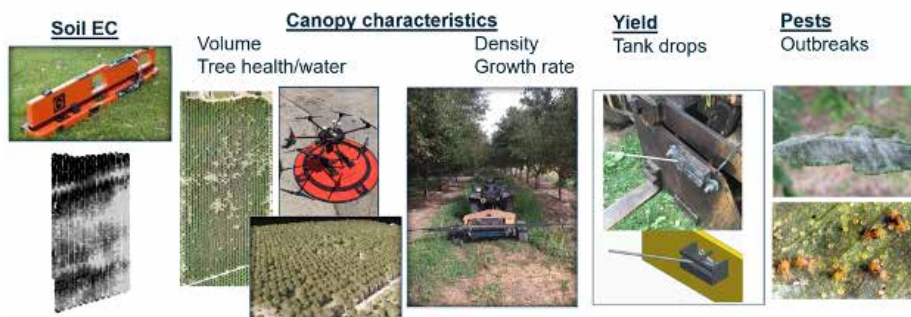 Soil EC
Canopy characteristics
Volume
Tree health/water
Density
Growth rate
Yield
Tank drops
Pests
Outbreaks